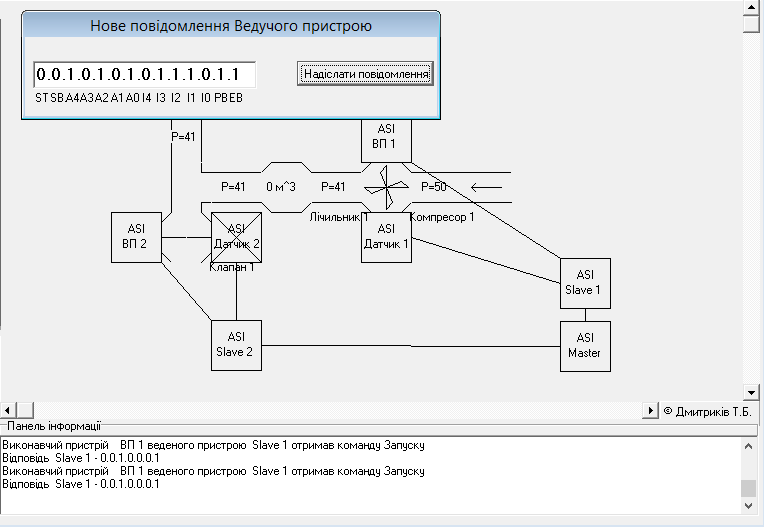 Нове повідомлення Ведучого пристрою
0.0.1.0.1.0.1.0.1.1.1.0.1.1
Надіслати повідомлення
ST SB A4 A3 A2 A1 A0 I4 I3 I2 I1 I0 PB EB
P=41
ASI
ВП 1
P=41
0 м^3
P=41
P=50
Лічильник 1
Компресор 1
ASI
ВП 2
ASI
Датчик 2
ASI
Датчик 1
Клапан 1
ASI
Slave 1
ASI
Slave 2
ASI
Master
© Дмитриків Т.Б.
Панель інформації
Виконавчий пристрій ВП 1 веденого пристрою Slave 1 отримав команду Запуску
Відповідь Slave 1 - 0.0.1.0.0.0.1
Виконавчий пристрій ВП 1 веденого пристрою Slave 1 отримав команду Запуску
Відповідь Slave 1 - 0.0.1.0.0.0.1